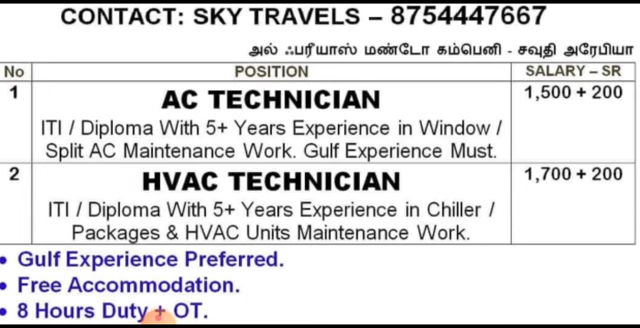 CONTACT: SKY TRAVELS – 8754447667
அல் ஃபரீயாஸ் மண்டோ கம்பெனி - சவுதி அரேபியா
No POSITION SALARY – SR
1 AC TECHNICIAN 1,500 + 200
ITI / Diploma With 5+ Years Experience in Window /
Split AC Maintenance Work. Gulf Experience Must.
2 HVAC TECHNICIAN 1,700 + 200
ITI / Diploma With 5+ Years Experience in Chiller /
Packages & HVAC Units Maintenance Work.
• Gulf Experience Preferred.
• Free Accommodation.
• 8 Hours Duty + OT.